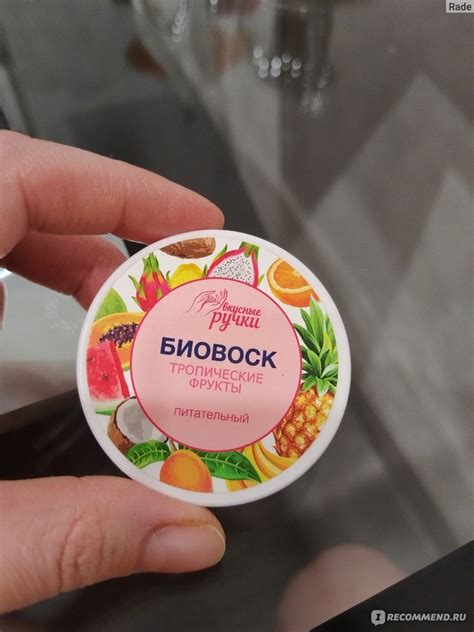 Rade
вкусные
ручки
БИОВОСК
ТРОПИЧЕСКИЕ
ФРУКТЫ
питательный
I RECOMMEND.RU